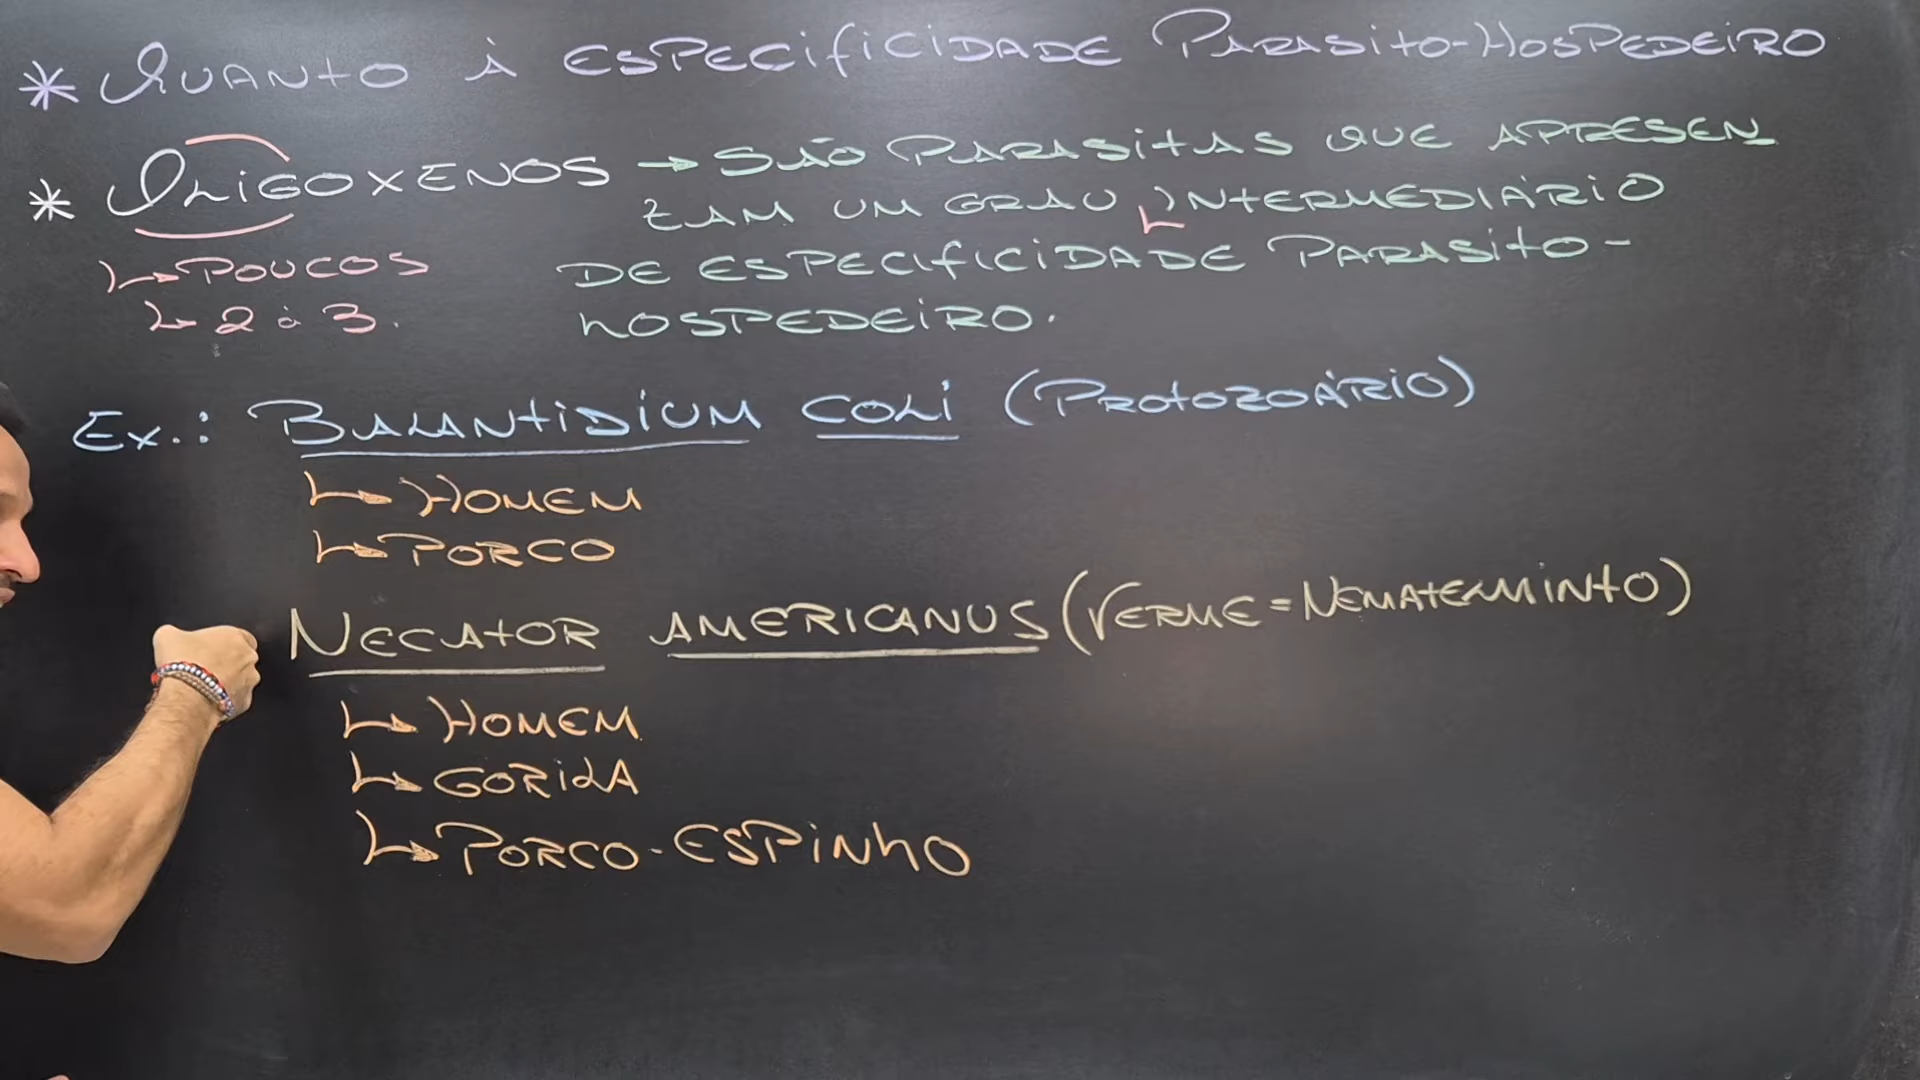 * QUANTO À ESPECIFICIDADE PARASITO-HOSPEDEIRO
* OLIGOXENOS → SÃO PARASITAS QUE APRESEN
TAM UM GRAU INTERMEDIÁRIO
↳ POUCOS DE ESPECIFICIDADE PARASITO-
↳ 2 à 3. HOSPEDEIRO.
Ex.: BALANTIDIUM COLI (PROTOZOÁRIO)
↳ HOMEM
↳ PORCO
NECATOR AMERICANUS (VERME = NEMATELMINTO)
↳ HOMEM
↳ GORILA
↳ PORCO-ESPINHO